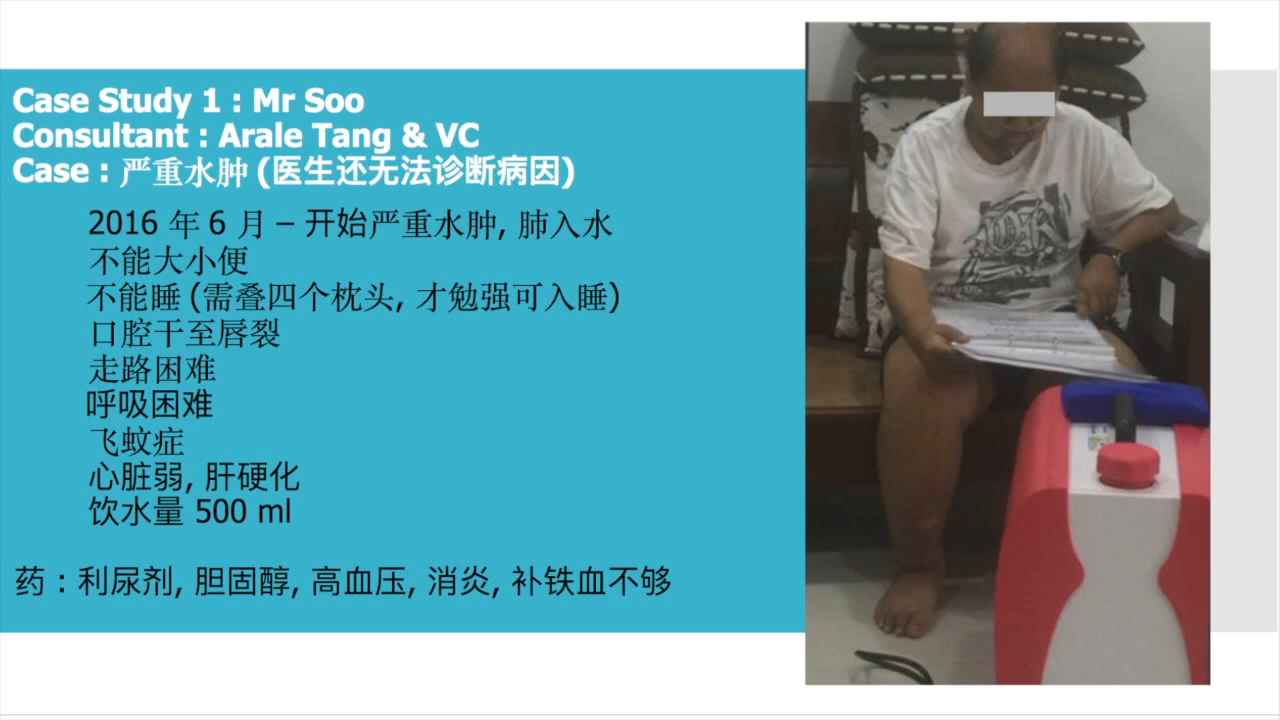 Case Study 1 : Mr Soo
Consultant : Arale Tang & VC
Case : 严重水肿 (医生还无法诊断病因)
2016 年 6 月 – 开始严重水肿, 肺入水
不能大小便
不能睡 (需叠四个枕头, 才勉强可入睡)
口腔干至唇裂
走路困难
呼吸困难
飞蚊症
心脏弱, 肝硬化
饮水量 500 ml
药 : 利尿剂, 胆固醇, 高血压, 消炎, 补铁血不够